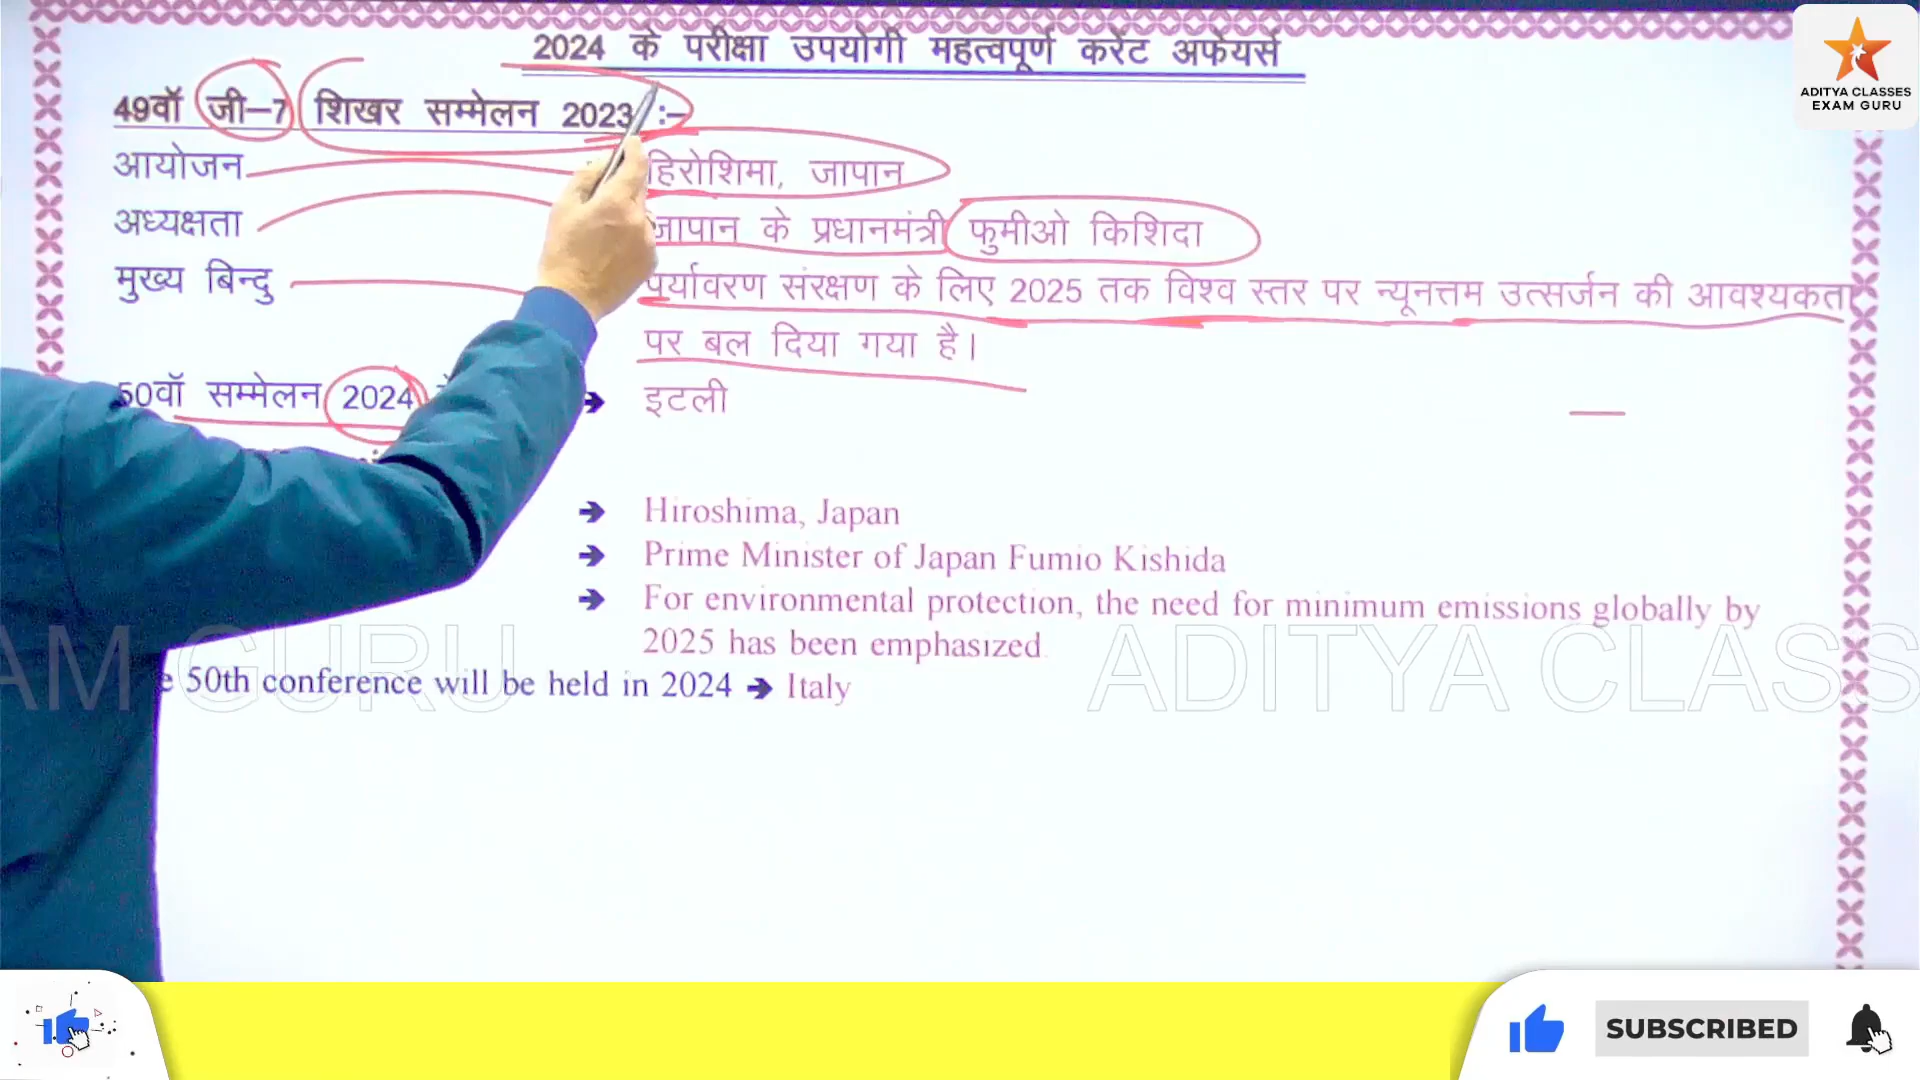 2024 के परीक्षा उपयोगी महत्वपूर्ण करेंट अफेयर्स
ADITYA CLASSES
EXAM GURU
49वॉ जी–7 शिखर सम्मेलन 2023 :–
आयोजन हिरोशिमा, जापान
अध्यक्षता जापान के प्रधानमंत्री फुमीओ किशिदा
मुख्य बिन्दु पर्यावरण संरक्षण के लिए 2025 तक विश्व स्तर पर न्यूनत्तम उत्सर्जन की आवश्यकता
पर बल दिया गया है।
50वॉ सम्मेलन 2024 ➔ इटली
➔ Hiroshima, Japan
➔ Prime Minister of Japan Fumio Kishida
➔ For environmental protection, the need for minimum emissions globally by
2025 has been emphasized.
50th conference will be held in 2024 ➔ Italy
GURU ADITYA CLASS
SUBSCRIBED